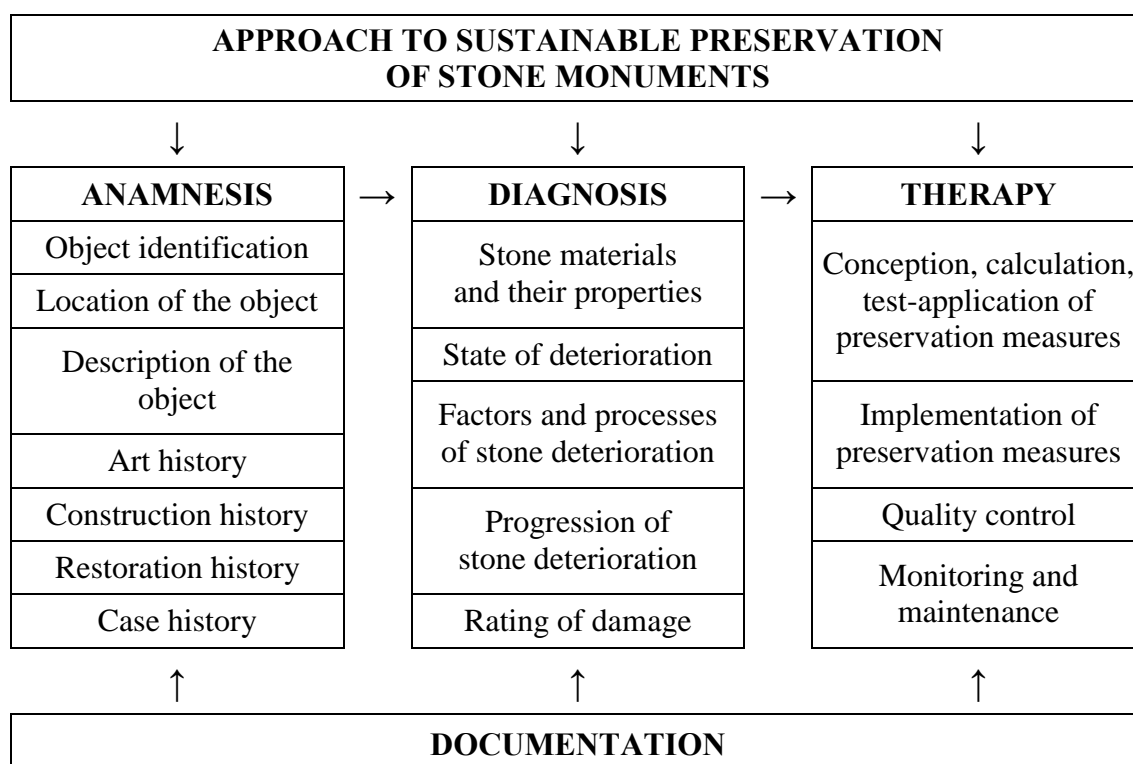 APPROACH TO SUSTAINABLE PRESERVATION
OF STONE MONUMENTS
↓ ↓ ↓
ANAMNESIS → DIAGNOSIS → THERAPY
Object identification
Location of the object
Description of the
object
Art history
Construction history
Restoration history
Case history
Stone materials
and their properties
State of deterioration
Factors and processes
of stone deterioration
Progression of
stone deterioration
Rating of damage
Conception, calculation,
test-application of
preservation measures
Implementation of
preservation measures
Quality control
Monitoring and
maintenance
↑ ↑ ↑
DOCUMENTATION